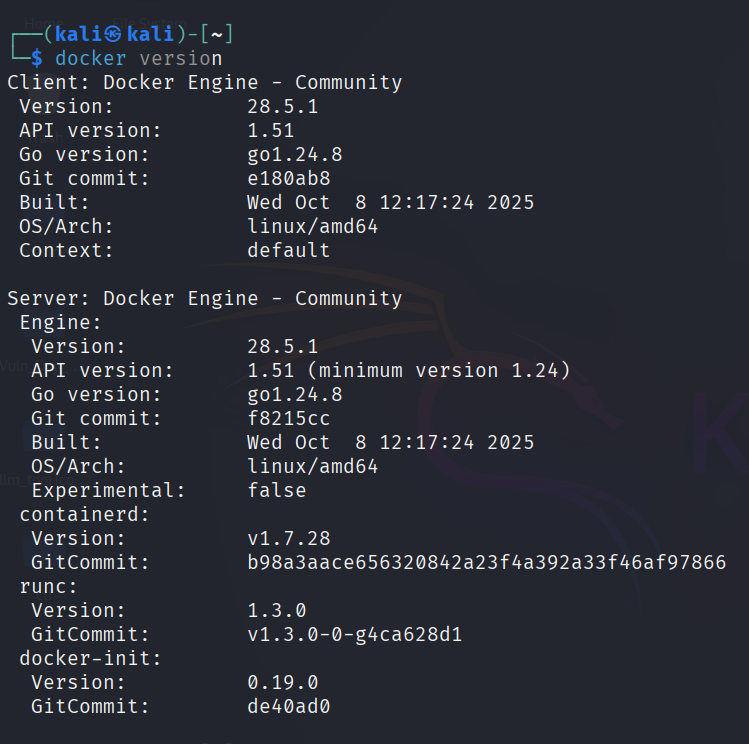 ┌──(kali㉿kali)-[~]
└─$ docker version
Client: Docker Engine - Community
 Version:           28.5.1
 API version:       1.51
 Go version:        go1.24.8
 Git commit:        e180ab8
 Built:             Wed Oct  8 12:17:24 2025
 OS/Arch:           linux/amd64
 Context:           default

Server: Docker Engine - Community
 Engine:
  Version:          28.5.1
  API version:      1.51 (minimum version 1.24)
  Go version:       go1.24.8
  Git commit:       f8215cc
  Built:            Wed Oct  8 12:17:24 2025
  OS/Arch:          linux/amd64
  Experimental:     false
 containerd:
  Version:          v1.7.28
  GitCommit:        b98a3aace656320842a23f4a392a33f46af97866
 runc:
  Version:          1.3.0
  GitCommit:        v1.3.0-0-g4ca628d1
 docker-init:
  Version:          0.19.0
  GitCommit:        de40ad0